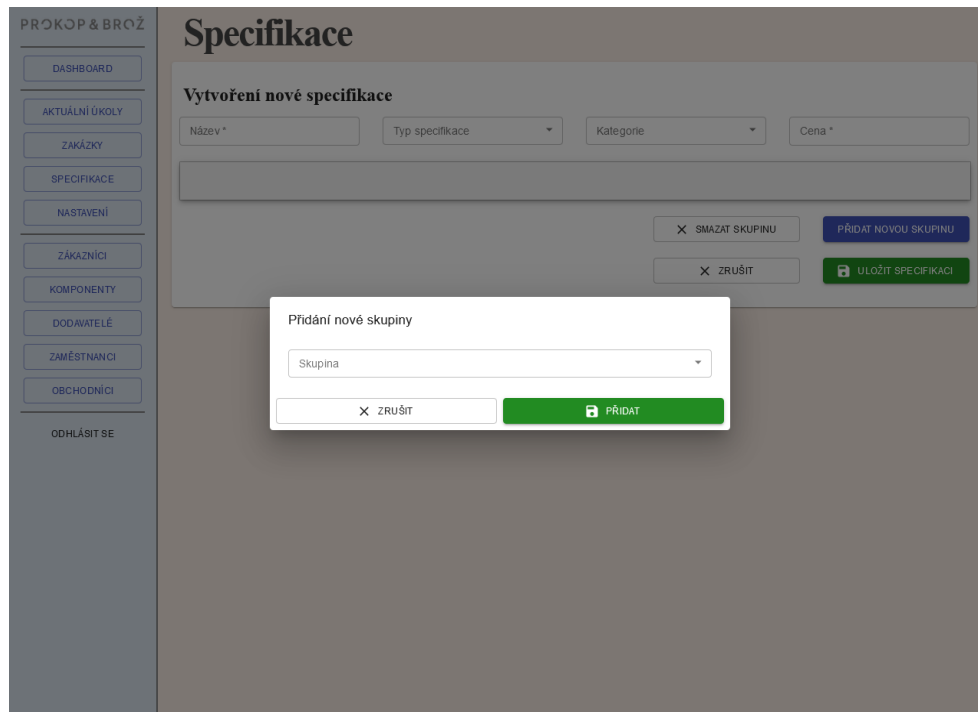 PROKOP & BROŽ
DASHBOARD
AKTUÁLNÍ ÚKOLY
ZAKÁZKY
SPECIFIKACE
NASTAVENÍ
ZÁKAZNÍCI
KOMPONENTY
DODAVATELÉ
ZAMĚSTNANCI
OBCHODNÍCI
ODHLÁSIT SE
Specifikace
Vytvoření nové specifikace
Název *
Typ specifikace
Kategorie
Cena *
SMAZAT SKUPINU
PŘIDAT NOVOU SKUPINU
ZRUŠIT
ULOŽIT SPECIFIKACI
Přidání nové skupiny
Skupina
ZRUŠIT
PŘIDAT